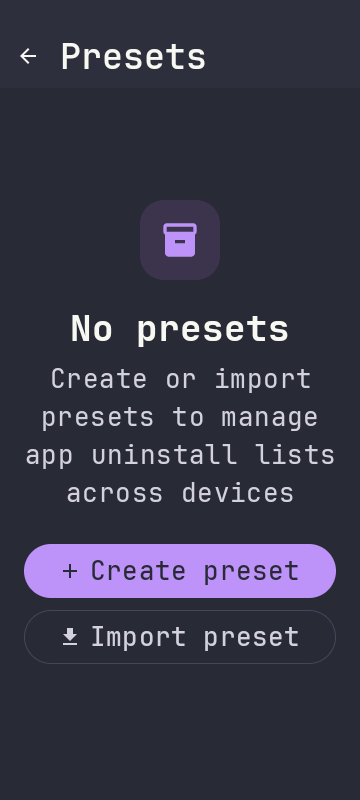 Presets
No presets
Create or import
presets to manage
app uninstall lists
across devices
Create preset
Import preset